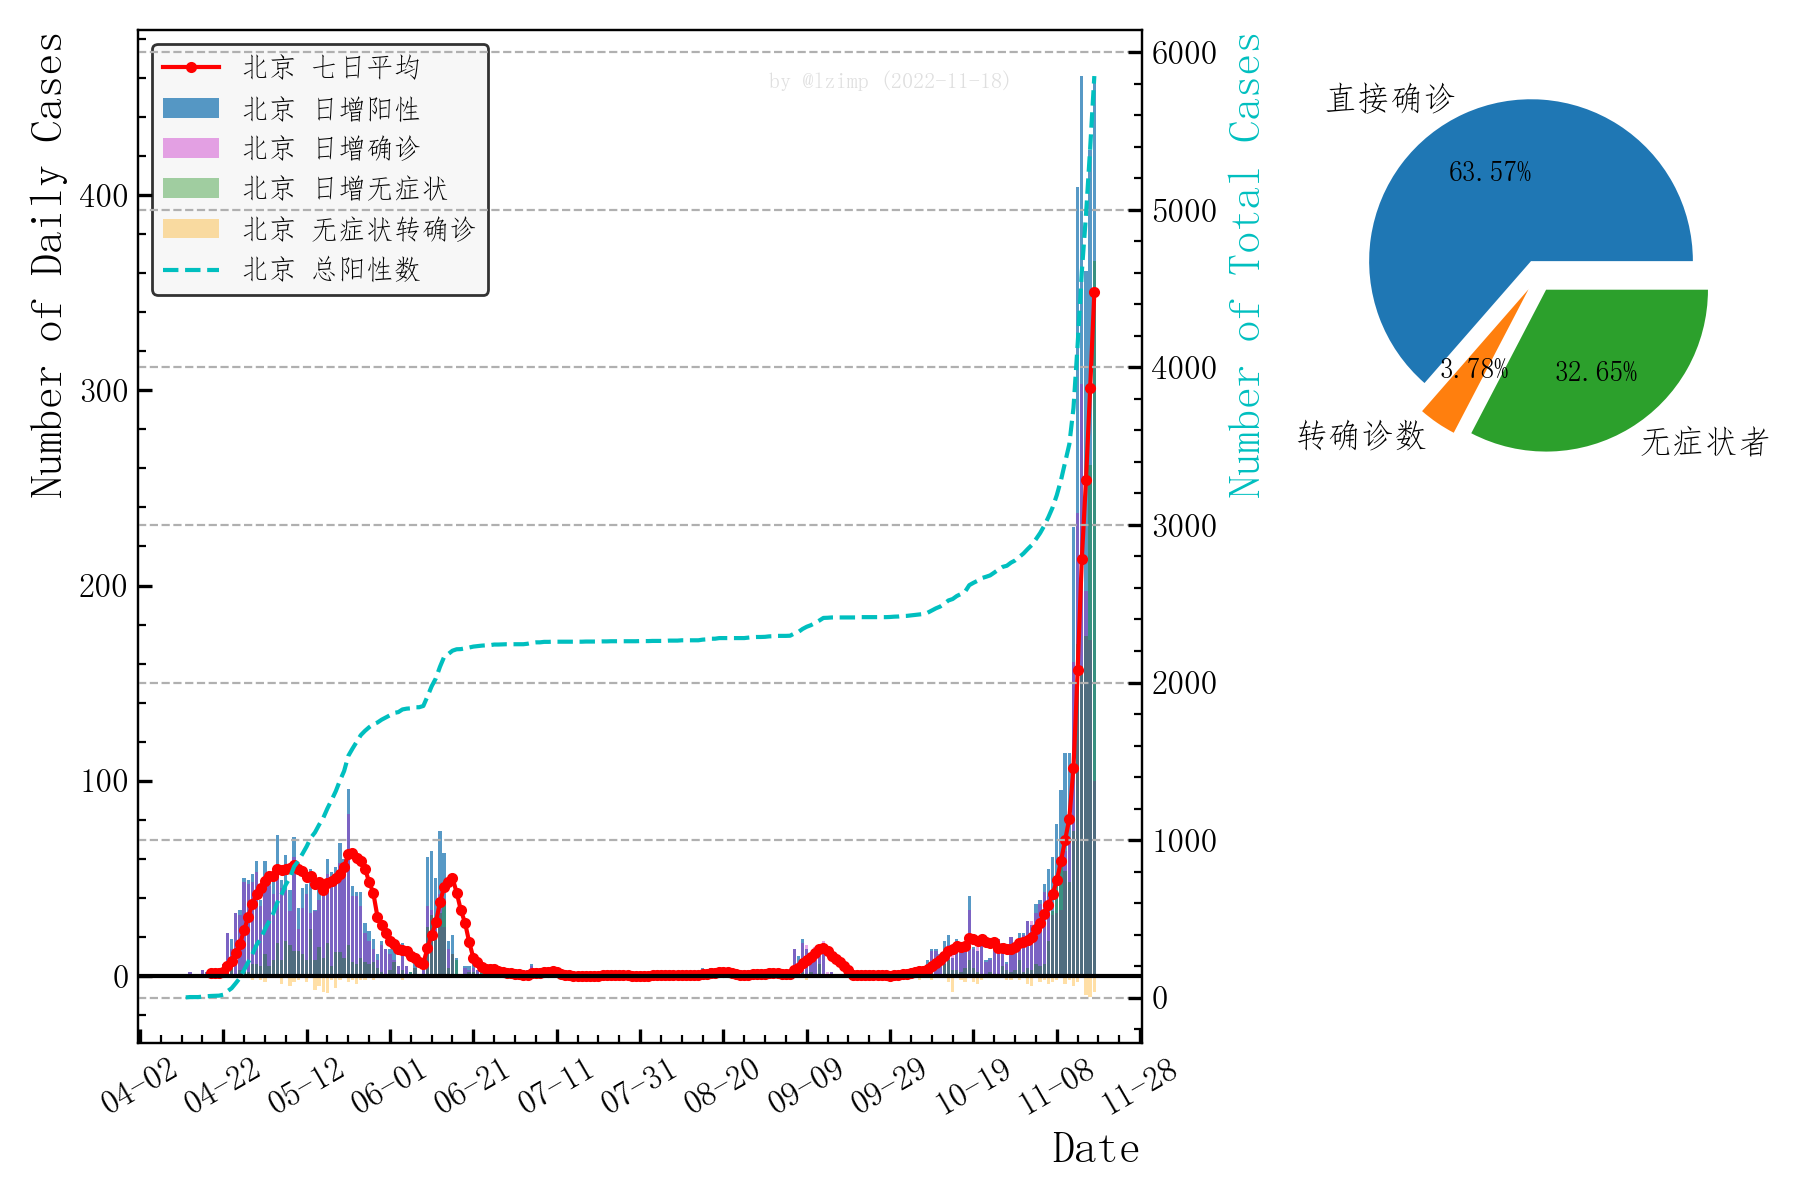 Number of Daily Cases
400
300
200
100
0
北京 七日平均
北京 日增阳性
北京 日增确诊
北京 日增无症状
北京 无症状转确诊
北京 总阳性数
by @lzimp (2022-11-18)
6000
5000
4000
3000
2000
1000
0
Number of Total Cases
04-02
04-22
05-12
06-01
06-21
07-11
07-31
08-20
09-09
09-29
10-19
11-08
11-28
Date
直接确诊
63.57%
3.78%
32.65%
转确诊数
无症状者